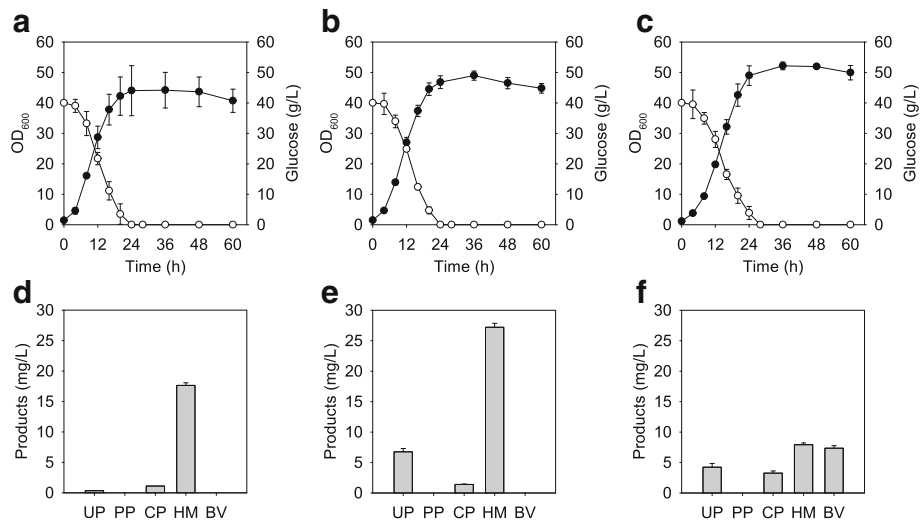 a
b
c
60 60
50 50
40 40
30 30
20 20
10 10
0 0
OD600
Glucose (g/L)
0 12 24 36 48 60
Time (h)
60 60
50 50
40 40
30 30
20 20
10 10
0 0
OD600
Glucose (g/L)
0 12 24 36 48 60
Time (h)
60 60
50 50
40 40
30 30
20 20
10 10
0 0
OD600
Glucose (g/L)
0 12 24 36 48 60
Time (h)
d
e
f
30
25
20
15
10
5
0
Products (mg/L)
UP PP CP HM BV
30
25
20
15
10
5
0
Products (mg/L)
UP PP CP HM BV
30
25
20
15
10
5
0
Products (mg/L)
UP PP CP HM BV